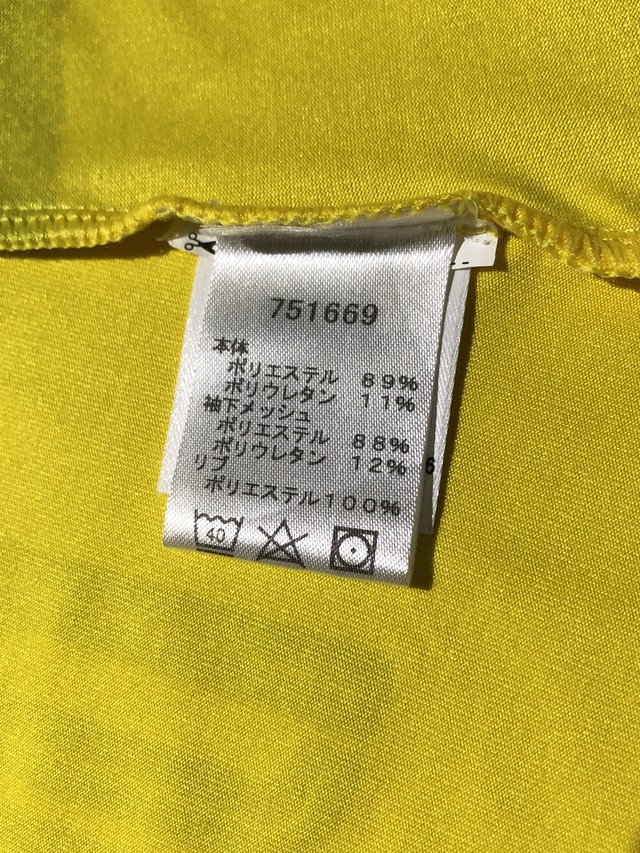 751669
本体
ポリエステル 89%
ポリウレタン 11%
袖下メッシュ
ポリエステル 88%
ポリウレタン 12%
リブ
ポリエステル100%
40
6